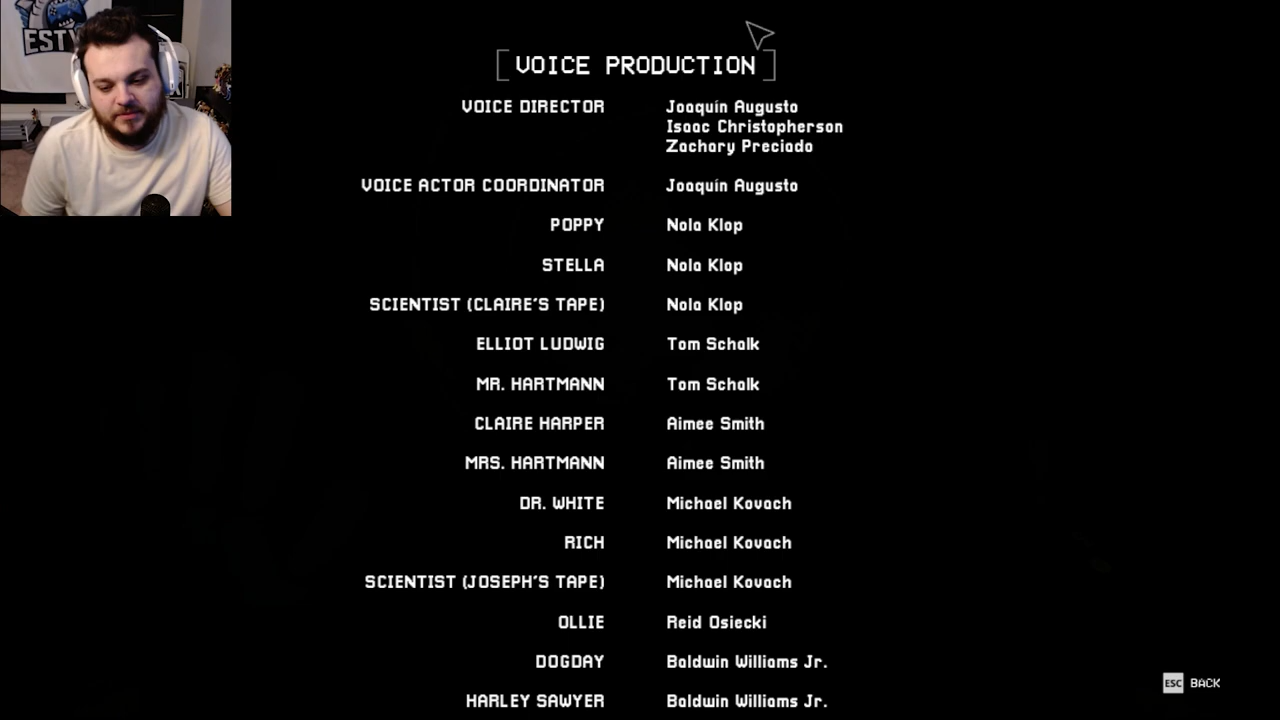 ESTY
[VOICE PRODUCTION]
VOICE DIRECTOR Joaquín Augusto
Isaac Christopherson
Zachary Preciado
VOICE ACTOR COORDINATOR Joaquín Augusto
POPPY Nola Klop
STELLA Nola Klop
SCIENTIST (CLAIRE'S TAPE) Nola Klop
ELLIOT LUDWIG Tom Schalk
MR. HARTMANN Tom Schalk
CLAIRE HARPER Aimee Smith
MRS. HARTMANN Aimee Smith
DR. WHITE Michael Kovach
RICH Michael Kovach
SCIENTIST (JOSEPH'S TAPE) Michael Kovach
OLLIE Reid Osiecki
DOGDAY Baldwin Williams Jr.
HARLEY SAWYER Baldwin Williams Jr.
ESC BACK